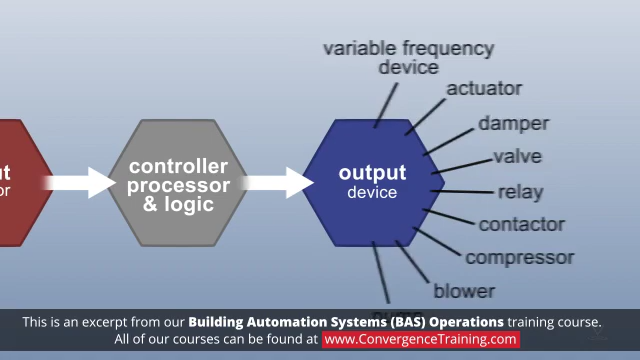 variable frequency
device
actuator
damper
valve
relay
contactor
compressor
blower
controller
processor
& logic
output
device
This is an excerpt from our Building Automation Systems (BAS) Operations training course.
All of our courses can be found at www.ConvergenceTraining.com